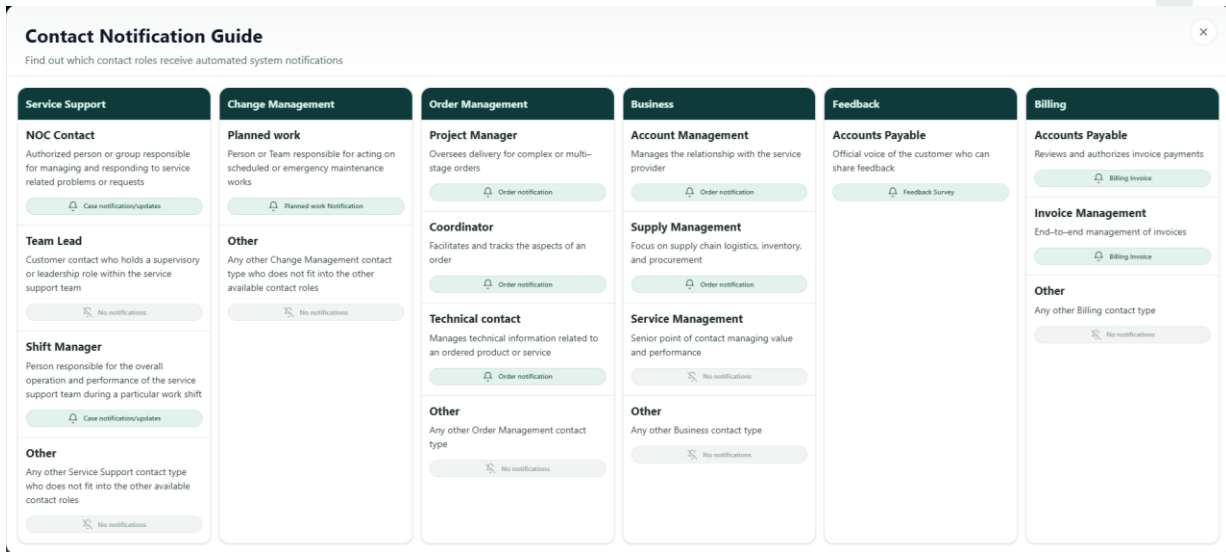 Contact Notification Guide
Find out which contact roles receive automated system notifications
Service Support
NOC Contact
Authorized person or group responsible
for managing and responding to service
related problems or requests
Case notification/updates
Team Lead
Customer contact who holds a supervisory
or leadership role within the service
support team
No notifications
Shift Manager
Person responsible for the overall
operation and performance of the service
support team during a particular work shift
Case notification/updates
Other
Any other Service Support contact type
who does not fit into the other available
contact roles
No notifications
Change Management
Planned work
Person or Team responsible for acting on
scheduled or emergency maintenance
works
Planned work Notification
Other
Any other Change Management contact
type who does not fit into the other
available contact roles
No notifications
Order Management
Project Manager
Oversees delivery for complex or multi-
stage orders
Order notification
Coordinator
Facilitates and tracks the aspects of an
order
Order notification
Technical contact
Manages technical information related to
an ordered product or service
Order notification
Other
Any other Order Management contact
type
No notifications
Business
Account Management
Manages the relationship with the service
provider
Order notification
Supply Management
Focus on supply chain logistics, inventory,
and procurement
Order notification
Service Management
Senior point of contact managing value
and performance
No notifications
Other
Any other Business contact type
No notifications
Feedback
Accounts Payable
Official voice of the customer who can
share feedback
Feedback Survey
Billing
Accounts Payable
Reviews and authorizes invoice payments
Billing Invoice
Invoice Management
End-to-end management of invoices
Billing Invoice
Other
Any other Billing contact type
No notifications